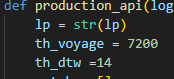 def production_api(log
lp = str(lp)
th_voyage = 7200
th_dtw =14